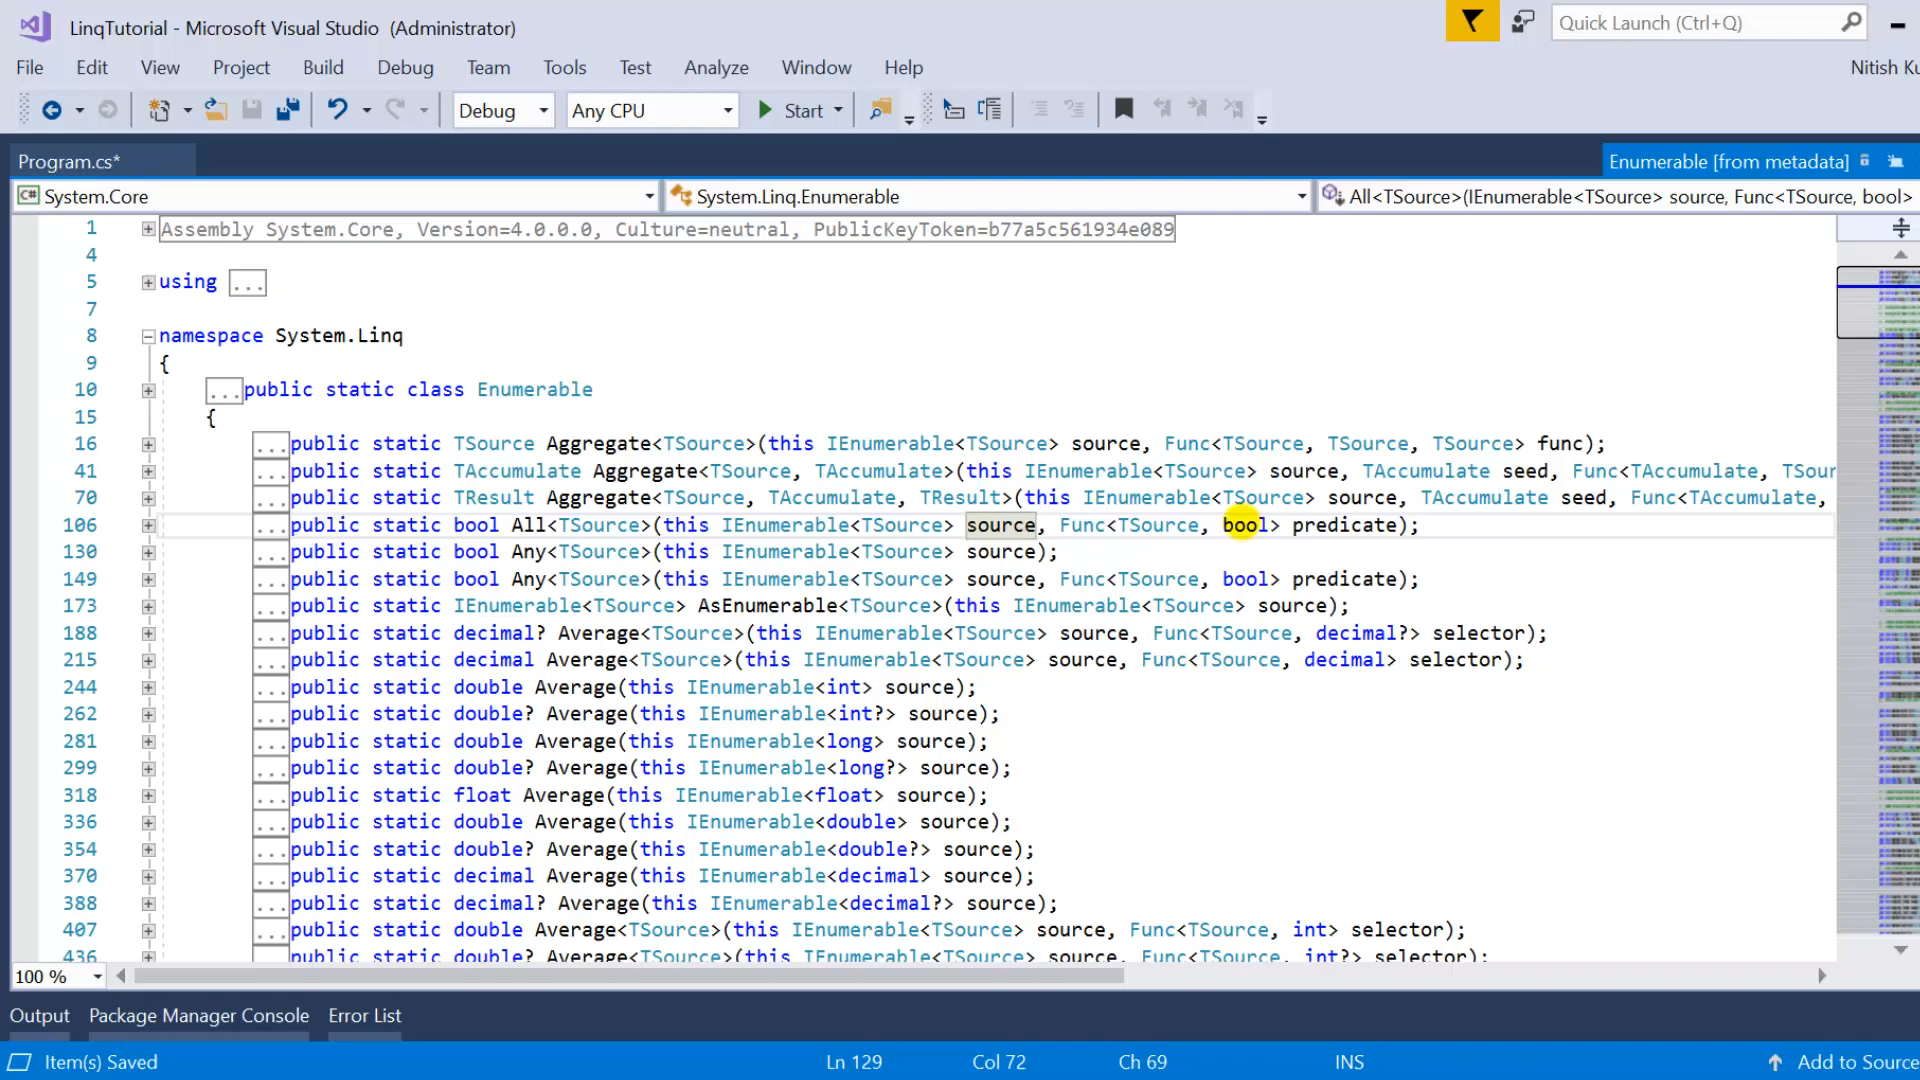 LinqTutorial - Microsoft Visual Studio (Administrator)
Quick Launch (Ctrl+Q)
File Edit View Project Build Debug Team Tools Test Analyze Window Help
Nitish Ku
Debug Any CPU Start
Program.cs*
Enumerable [from metadata]
C# System.Core
System.Linq.Enumerable
All<TSource>(IEnumerable<TSource> source, Func<TSource, bool>
1 Assembly System.Core, Version=4.0.0.0, Culture=neutral, PublicKeyToken=b77a5c561934e089
4
5 using ...
7
8 namespace System.Linq
9 {
10 ...public static class Enumerable
15 {
16 ...public static TSource Aggregate<TSource>(this IEnumerable<TSource> source, Func<TSource, TSource, TSource> func);
41 ...public static TAccumulate Aggregate<TSource, TAccumulate>(this IEnumerable<TSource> source, TAccumulate seed, Func<TAccumulate, TSour
70 ...public static TResult Aggregate<TSource, TAccumulate, TResult>(this IEnumerable<TSource> source, TAccumulate seed, Func<TAccumulate,
106 ...public static bool All<TSource>(this IEnumerable<TSource> source, Func<TSource, bool> predicate);
130 ...public static bool Any<TSource>(this IEnumerable<TSource> source);
149 ...public static bool Any<TSource>(this IEnumerable<TSource> source, Func<TSource, bool> predicate);
173 ...public static IEnumerable<TSource> AsEnumerable<TSource>(this IEnumerable<TSource> source);
188 ...public static decimal? Average<TSource>(this IEnumerable<TSource> source, Func<TSource, decimal?> selector);
215 ...public static decimal Average<TSource>(this IEnumerable<TSource> source, Func<TSource, decimal> selector);
244 ...public static double Average(this IEnumerable<int> source);
262 ...public static double? Average(this IEnumerable<int?> source);
281 ...public static double Average(this IEnumerable<long> source);
299 ...public static double? Average(this IEnumerable<long?> source);
318 ...public static float Average(this IEnumerable<float> source);
336 ...public static double Average(this IEnumerable<double> source);
354 ...public static double? Average(this IEnumerable<double?> source);
370 ...public static decimal Average(this IEnumerable<decimal> source);
388 ...public static decimal? Average(this IEnumerable<decimal?> source);
407 ...public static double Average<TSource>(this IEnumerable<TSource> source, Func<TSource, int> selector);
436 ...public static double? Average<TSource>(this IEnumerable<TSource> source, Func<TSource, int?> selector);
100 %
Output Package Manager Console Error List
Item(s) Saved Ln 129 Col 72 Ch 69 INS Add to Source